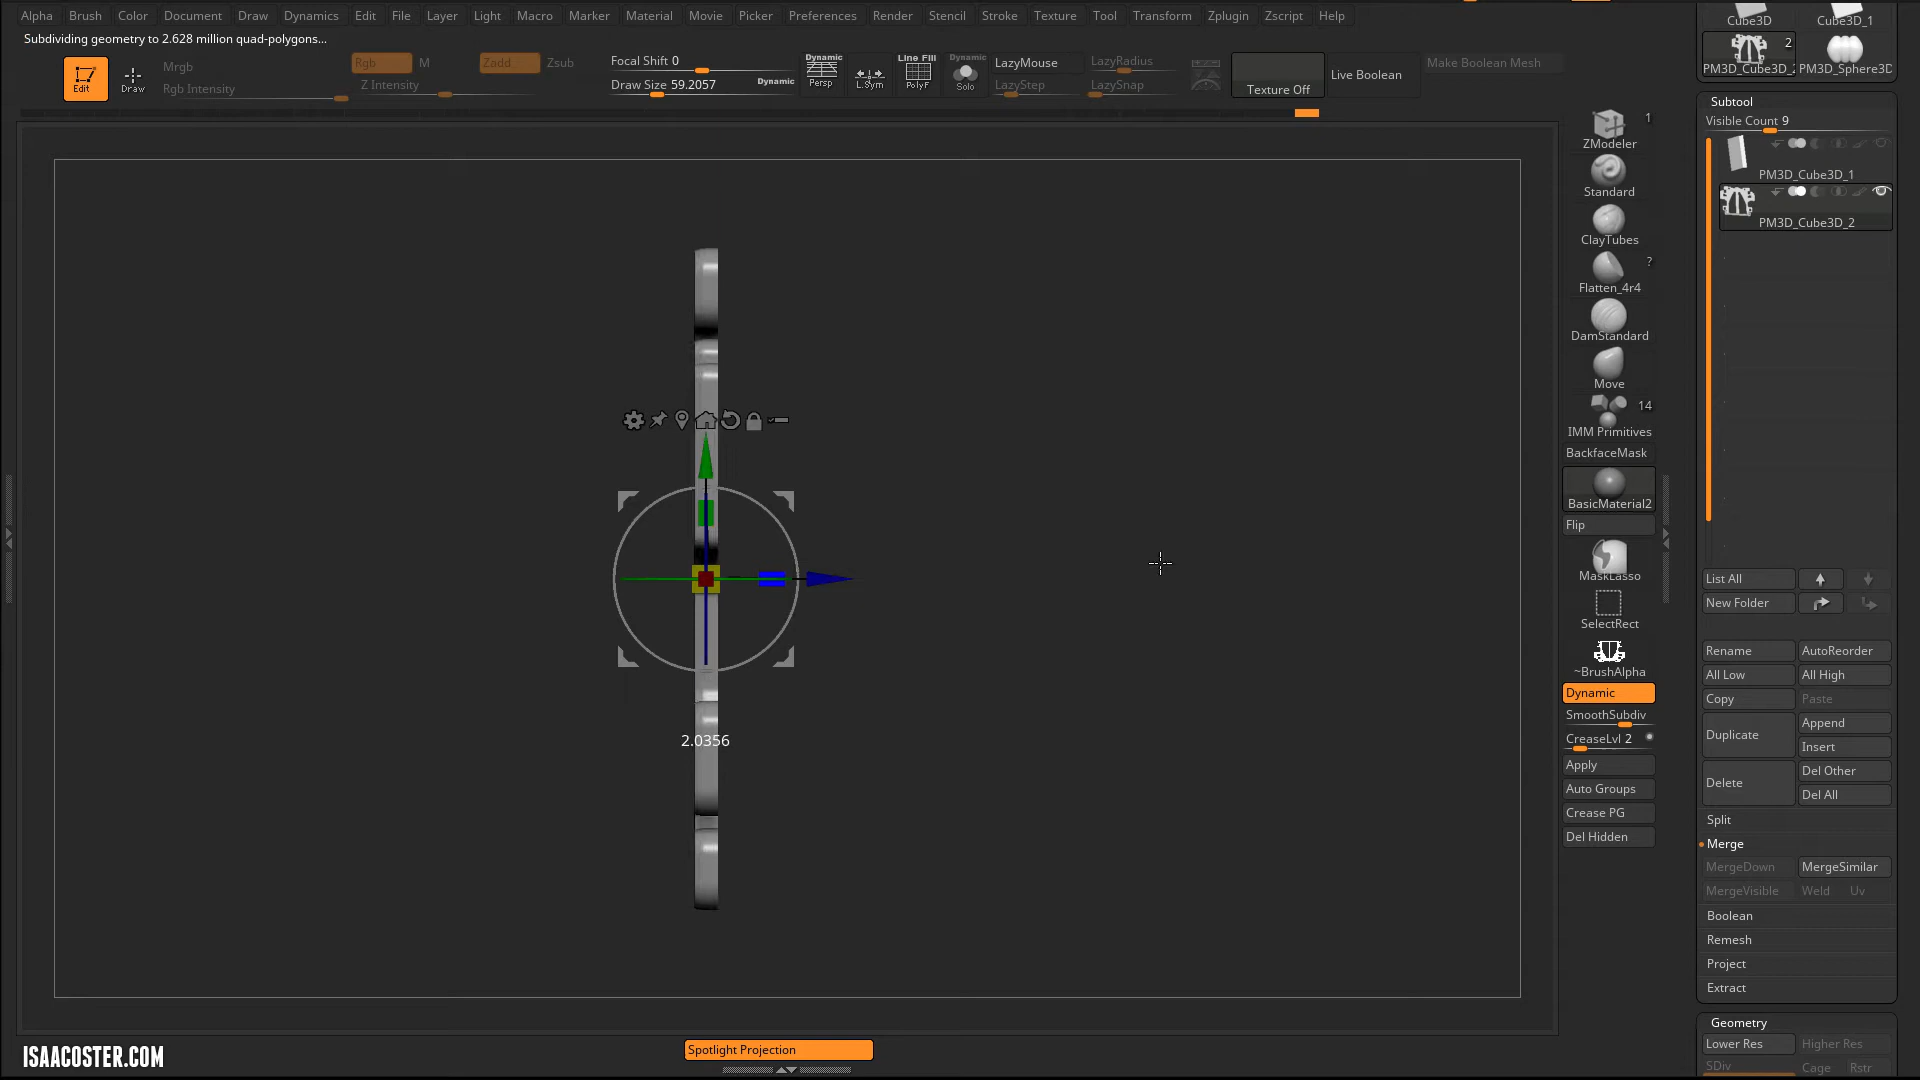 Alpha Brush Color Document Draw Dynamics Edit File Layer Light Macro Marker Material Movie Picker Preferences Render Stencil Stroke Texture Tool Transform Zplugin Zscript Help
Subdividing geometry to 2.628 million quad-polygons...
Edit
Draw
Mrgb
Rgb Intensity
Rgb
M
Z Intensity
Zadd
Zsub
Focal Shift 0
Draw Size 59.2057
Dynamic
Dynamic
Persp
L.Sym
Line Fill
PolyF
Dynamic
Solo
LazyMouse
LazyStep
LazyRadius
LazySnap
Texture Off
Live Boolean
Make Boolean Mesh
2.0356
Spotlight Projection
ISAACOSTER.COM
1
ZModeler
Standard
ClayTubes
?
Flatten_4r4
DamStandard
Move
14
IMM Primitives
BackfaceMask
BasicMaterial2
Flip
MaskLasso
SelectRect
~BrushAlpha
Dynamic
SmoothSubdiv
CreaseLvl 2
Apply
Auto Groups
Crease PG
Del Hidden
Cube3D
Cube3D_1
2
PM3D_Cube3D_2
PM3D_Sphere3D
Subtool
Visible Count 9
PM3D_Cube3D_1
PM3D_Cube3D_2
List All
New Folder
Rename
AutoReorder
All Low
All High
Copy
Paste
Duplicate
Append
Insert
Delete
Del Other
Del All
Split
Merge
MergeDown
MergeSimilar
MergeVisible
Weld
Uv
Boolean
Remesh
Project
Extract
Geometry
Lower Res
Higher Res
SDiv
Cage
Rstr